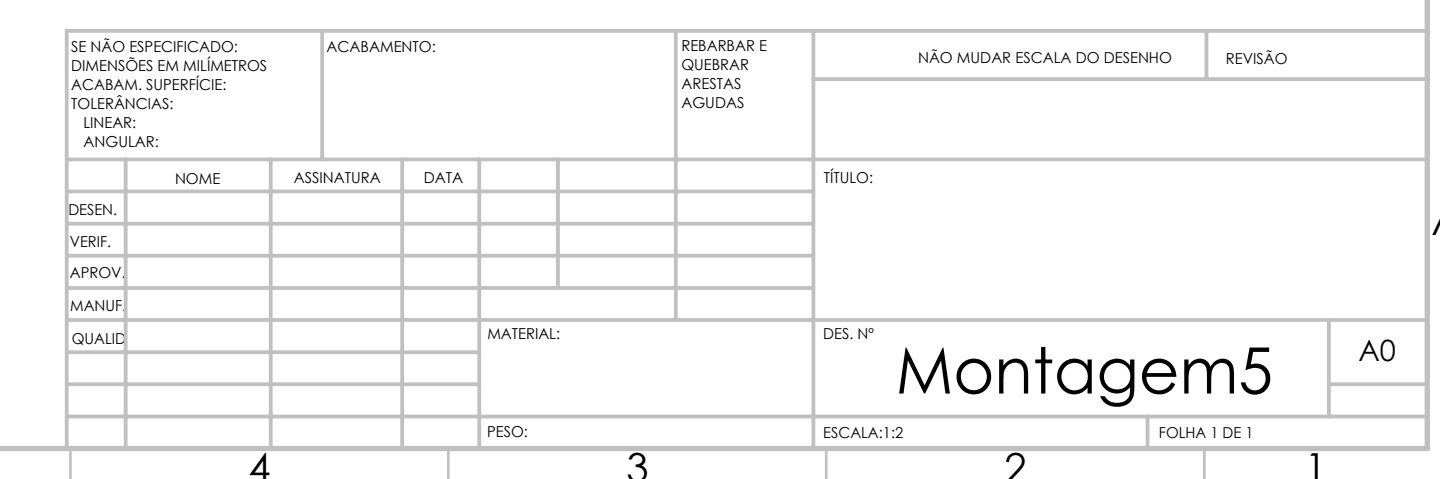 SE NÃO ESPECIFICADO:
DIMENSÕES EM MILÍMETROS
ACABAM. SUPERFÍCIE:
TOLERÂNCIAS:
LINEAR:
ANGULAR:
ACABAMENTO:
REBARBAR E
QUEBRAR
ARESTAS
AGUDAS
NÃO MUDAR ESCALA DO DESENHO
REVISÃO
NOME ASSINATURA DATA
DESEN.
VERIF.
APROV.
MANUF.
QUALID
TÍTULO:
MATERIAL:
DES. Nº
Montagem5
A0
PESO:
ESCALA:1:2
FOLHA 1 DE 1
4 3 2 1